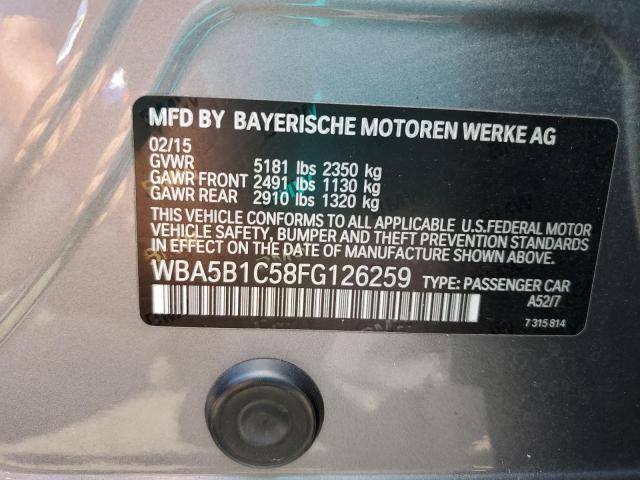 MFD BY BAYERISCHE MOTOREN WERKE AG
02/15
GVWR 5181 lbs 2350 kg
GAWR FRONT 2491 lbs 1130 kg
GAWR REAR 2910 lbs 1320 kg
THIS VEHICLE CONFORMS TO ALL APPLICABLE U.S.FEDERAL MOTOR
VEHICLE SAFETY, BUMPER AND THEFT PREVENTION STANDARDS
IN EFFECT ON THE DATE OF MANUFACTURE SHOWN ABOVE.
WBA5B1C58FG126259 TYPE: PASSENGER CAR
A52/7
7 315 814